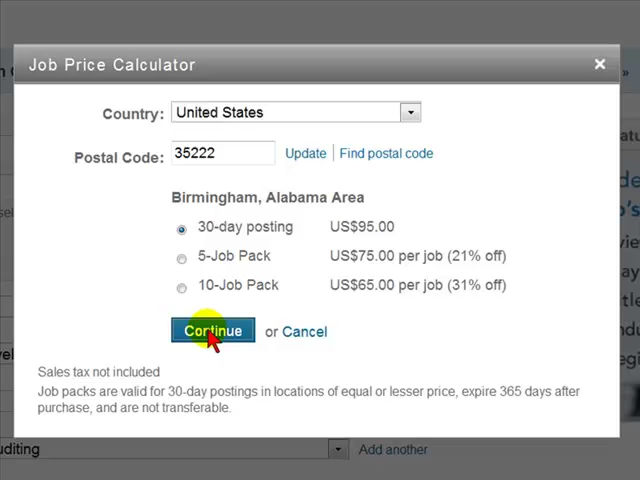 Job Price Calculator
Country: United States
Postal Code: 35222 Update Find postal code
Birmingham, Alabama Area
30-day posting US$95.00
5-Job Pack US$75.00 per job (21% off)
10-Job Pack US$65.00 per job (31% off)
Continue or Cancel
Sales tax not included
Job packs are valid for 30-day postings in locations of equal or lesser price, expire 365 days after
purchase, and are not transferable.
Add another